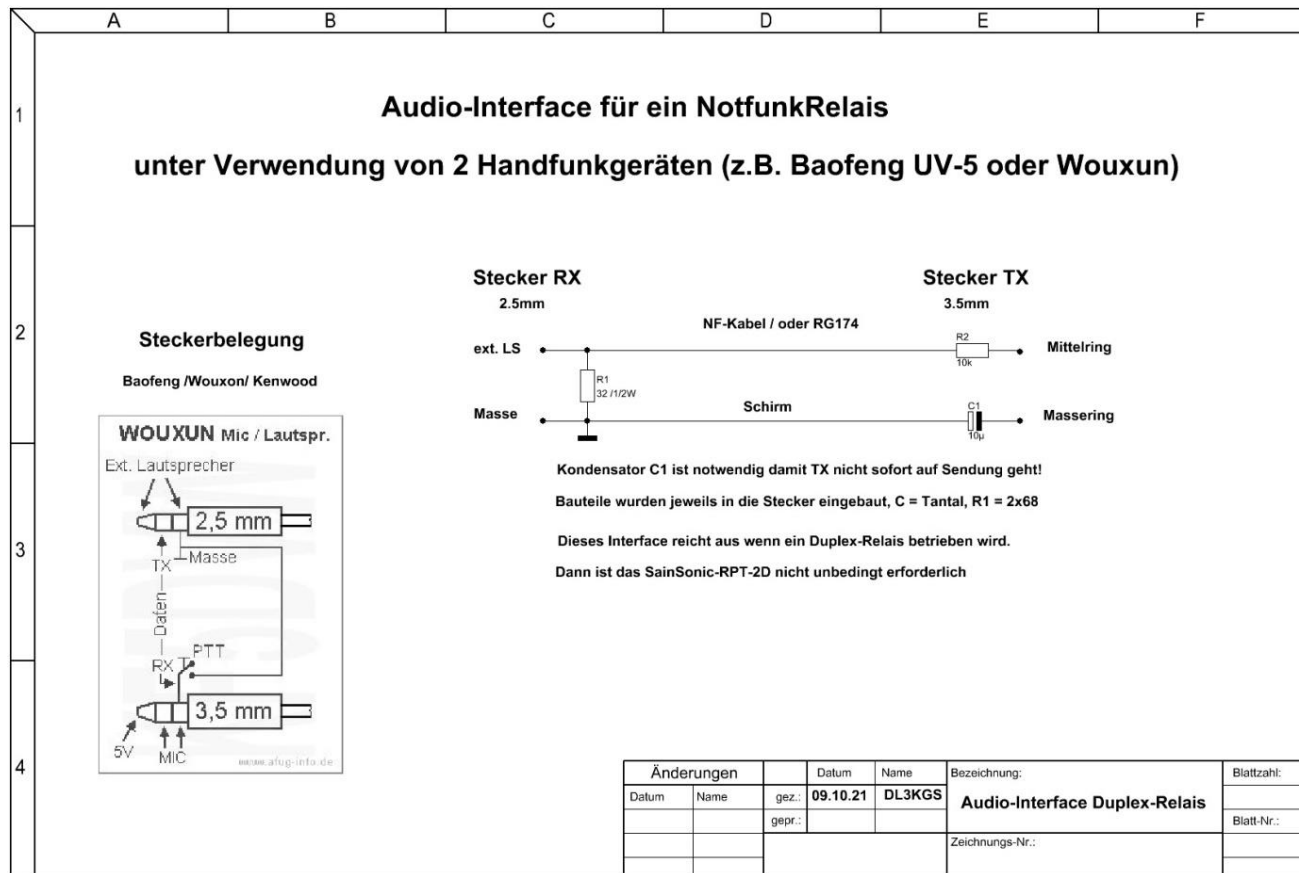 A B C D E F
1
Audio-Interface für ein NotfunkRelais
unter Verwendung von 2 Handfunkgeräten (z.B. Baofeng UV-5 oder Wouxun)
2
Steckerbelegung
Baofeng /Wouxon/ Kenwood
WOUXUN Mic / Lautspr.
Ext. Lautsprecher
2,5 mm
TX
Masse
Daten
RX
PTT
3,5 mm
5V
MIC
www.afug-info.de
Stecker RX
2.5mm
Stecker TX
3.5mm
NF-Kabel / oder RG174
ext. LS
R2
10k
Mittelring
R1
32 /1/2W
Masse
Schirm
C1
10µ
Massering
Kondensator C1 ist notwendig damit TX nicht sofort auf Sendung geht!
Bauteile wurden jeweils in die Stecker eingebaut, C = Tantal, R1 = 2x68
3
Dieses Interface reicht aus wenn ein Duplex-Relais betrieben wird.
Dann ist das SainSonic-RPT-2D nicht unbedingt erforderlich
4
Änderungen Datum Name Bezeichnung: Blattzahl:
Datum Name gez.: 09.10.21 DL3KGS Audio-Interface Duplex-Relais
gepr.: Blatt-Nr.:
Zeichnungs-Nr.: